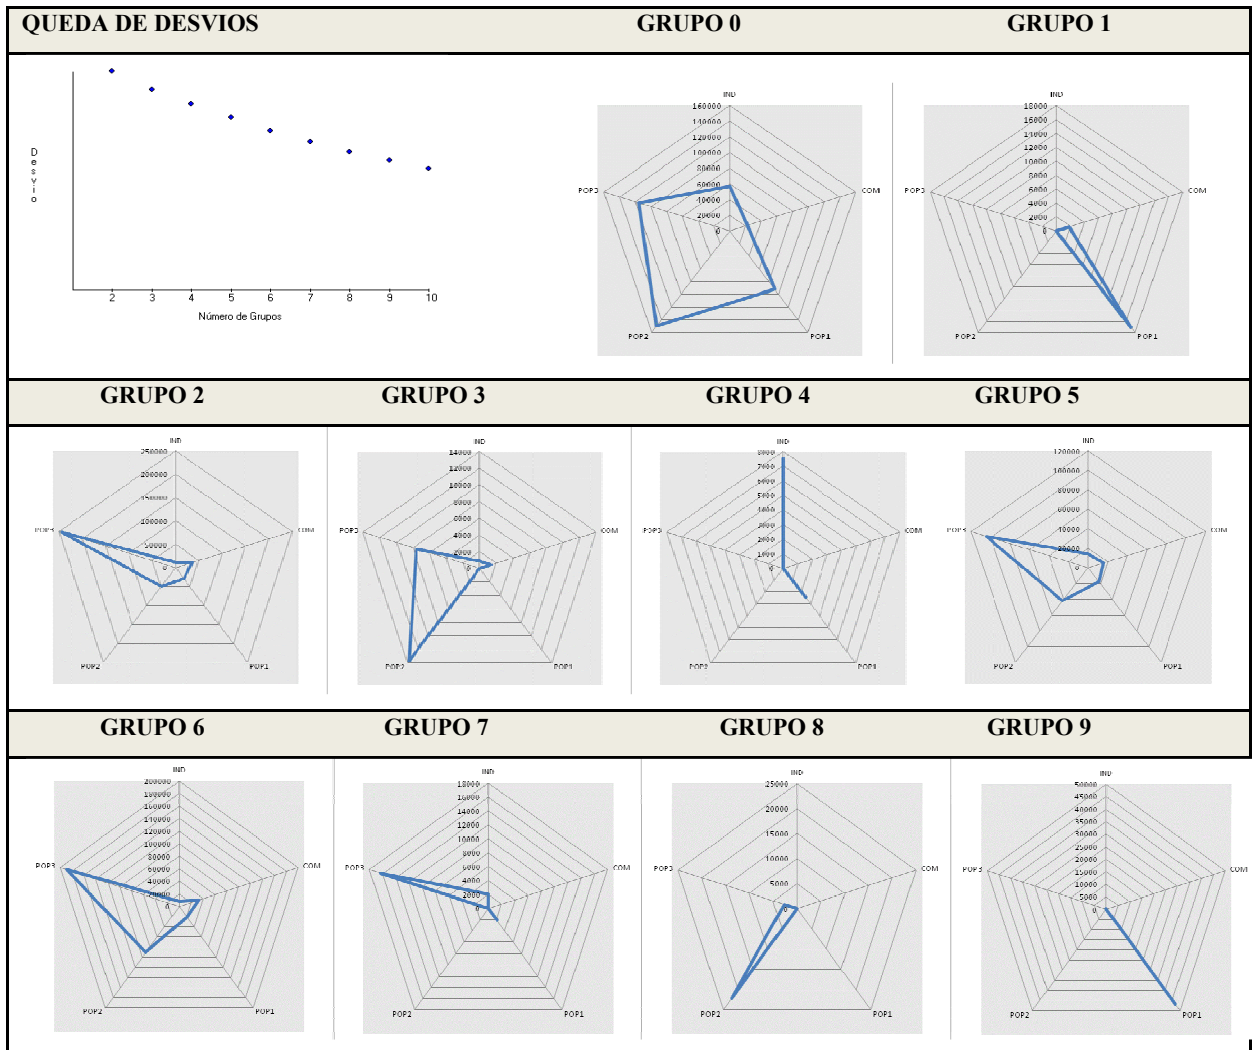 QUEDA DE DESVIOS
GRUPO 0
GRUPO 1
Desvio
2 3 4 5 6 7 8 9 10
Número de Grupos
IND
160000
140000
120000
100000
80000
60000
40000
20000
0
POP3
COM
POP2
POP1
IND
18000
16000
14000
12000
10000
8000
6000
4000
2000
0
POP3
COM
POP2
POP1
GRUPO 2
GRUPO 3
GRUPO 4
GRUPO 5
IND
250000
200000
150000
100000
50000
0
POP3
COM
POP2
POP1
IND
14000
12000
10000
8000
6000
4000
2000
0
POP3
COM
POP2
POP1
IND
8000
7000
6000
5000
4000
3000
2000
1000
0
POP3
COM
POP2
POP1
IND
120000
100000
80000
60000
40000
20000
0
POP3
COM
POP2
POP1
GRUPO 6
GRUPO 7
GRUPO 8
GRUPO 9
IND
200000
180000
160000
140000
120000
100000
80000
60000
40000
20000
0
POP3
COM
POP2
POP1
IND
18000
16000
14000
12000
10000
8000
6000
4000
2000
0
POP3
COM
POP2
POP1
IND
25000
20000
15000
10000
5000
0
POP3
COM
POP2
POP1
IND
50000
45000
40000
35000
30000
25000
20000
15000
10000
5000
0
POP3
COM
POP2
POP1